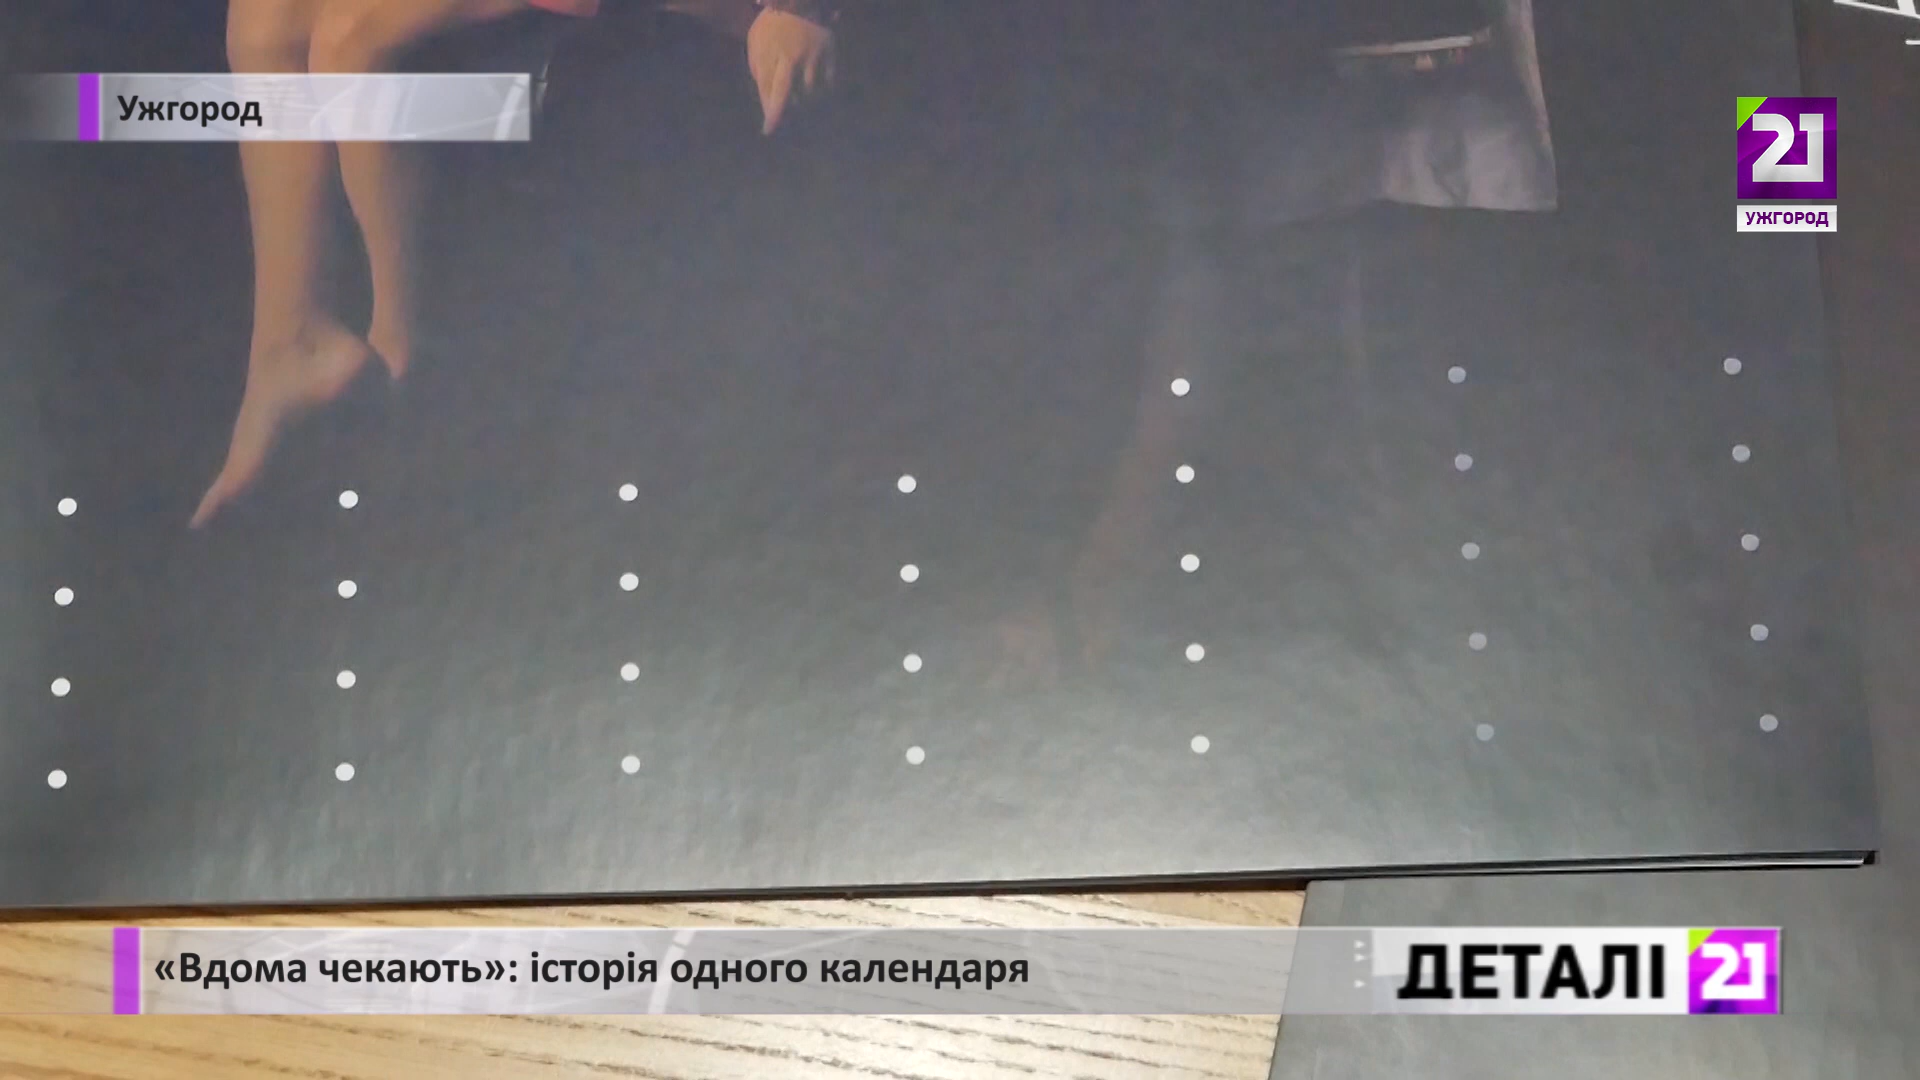 Ужгород
21
УЖГОРОД
«Вдома чекають»: історія одного календаря
ДЕТАЛІ 21